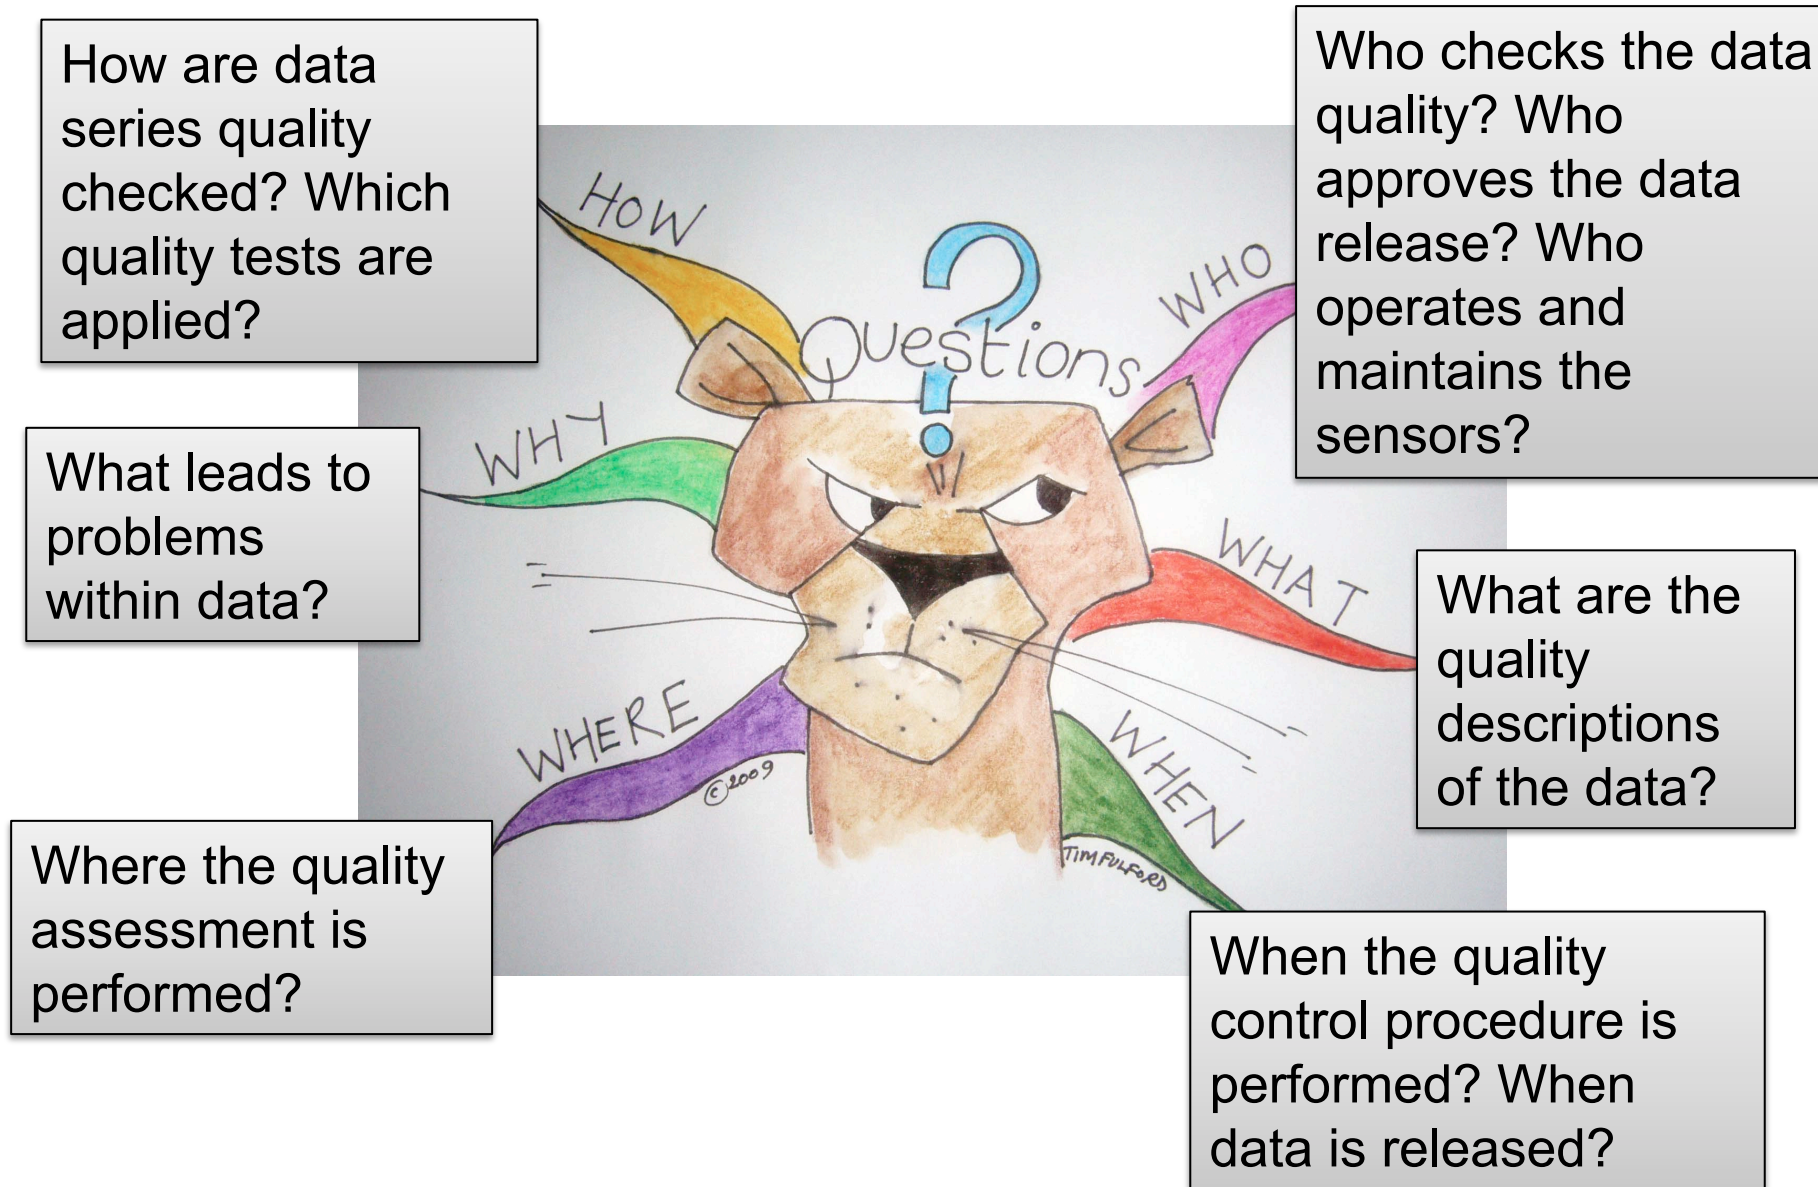 How are data
series quality
checked? Which
quality tests are
applied?
Who checks the data
quality? Who
approves the data
release? Who
operates and
maintains the
sensors?
HOW
?
Questions
WHO
WHY
What leads to
problems
within data?
WHAT
What are the
quality
descriptions
of the data?
WHERE
©2009
WHEN
TIM FULFORD
Where the quality
assessment is
performed?
When the quality
control procedure is
performed? When
data is released?